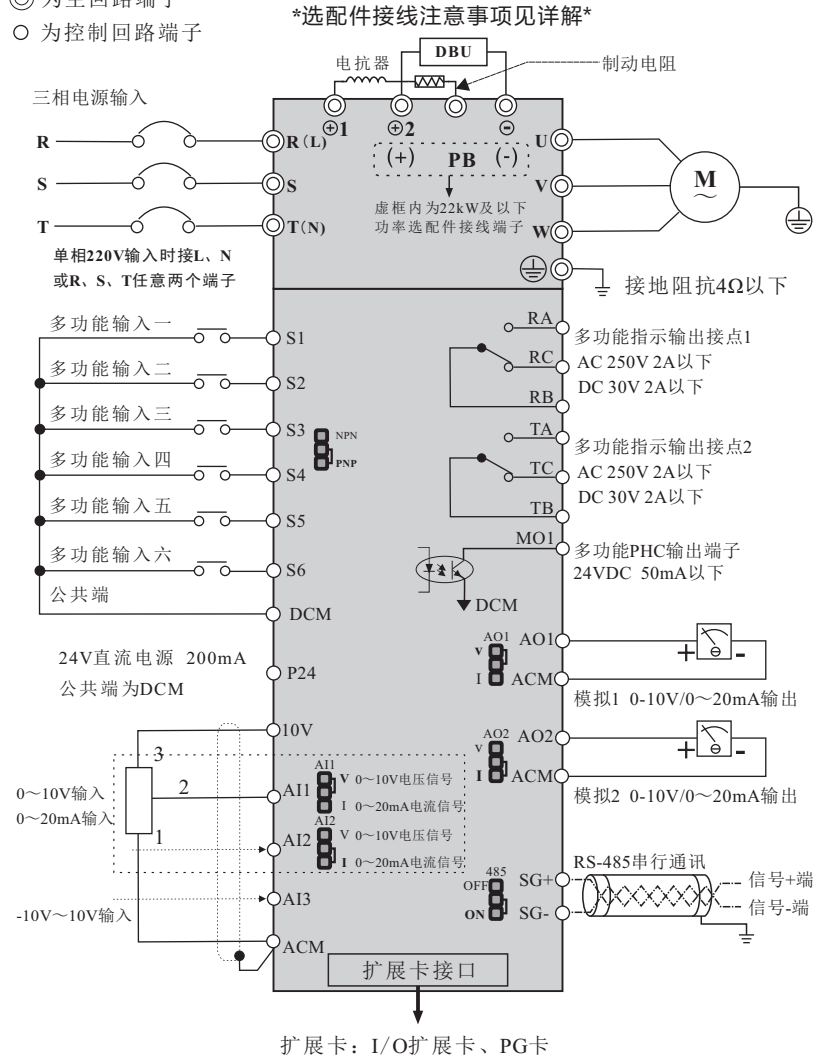 为主回路端子
为控制回路端子
*选配件接线注意事项见详解*
DBU
电抗器
制动电阻
三相电源输入
⊕1
⊕2
⊖
R
R(L)
(+) PB (-)
U
S
S
V
M
~
虚框内为22kW及以下
功率选配件接线端子
T
T(N)
W
单相220V输入时接L、N
或R、S、T任意两个端子
接地阻抗4Ω以下
多功能输入一
S1
多功能输入二
S2
多功能输入三
S3
多功能输入四
S4
多功能输入五
S5
多功能输入六
S6
公共端
DCM
NPN
PNP
RA
RC
RB
多功能指示输出接点1
AC 250V 2A以下
DC 30V 2A以下
TA
TC
TB
多功能指示输出接点2
AC 250V 2A以下
DC 30V 2A以下
MO1
多功能PHC输出端子
24VDC 50mA以下
DCM
24V直流电源 200mA
公共端为DCM
P24
AO1
V
I
AO1
ACM
+ -
模拟1 0-10V/0～20mA输出
AO2
V
I
AO2
ACM
+ -
模拟2 0-10V/0～20mA输出
10V
3
2
1
0～10V输入
0～20mA输入
AI1
AI1
V 0～10V电压信号
I 0～20mA电流信号
AI2
AI2
V 0～10V电压信号
I 0～20mA电流信号
AI3
-10V～10V输入
ACM
485
OFF
ON
SG+
SG-
RS-485串行通讯
信号+端
信号-端
扩展卡接口
扩展卡：I/O扩展卡、PG卡